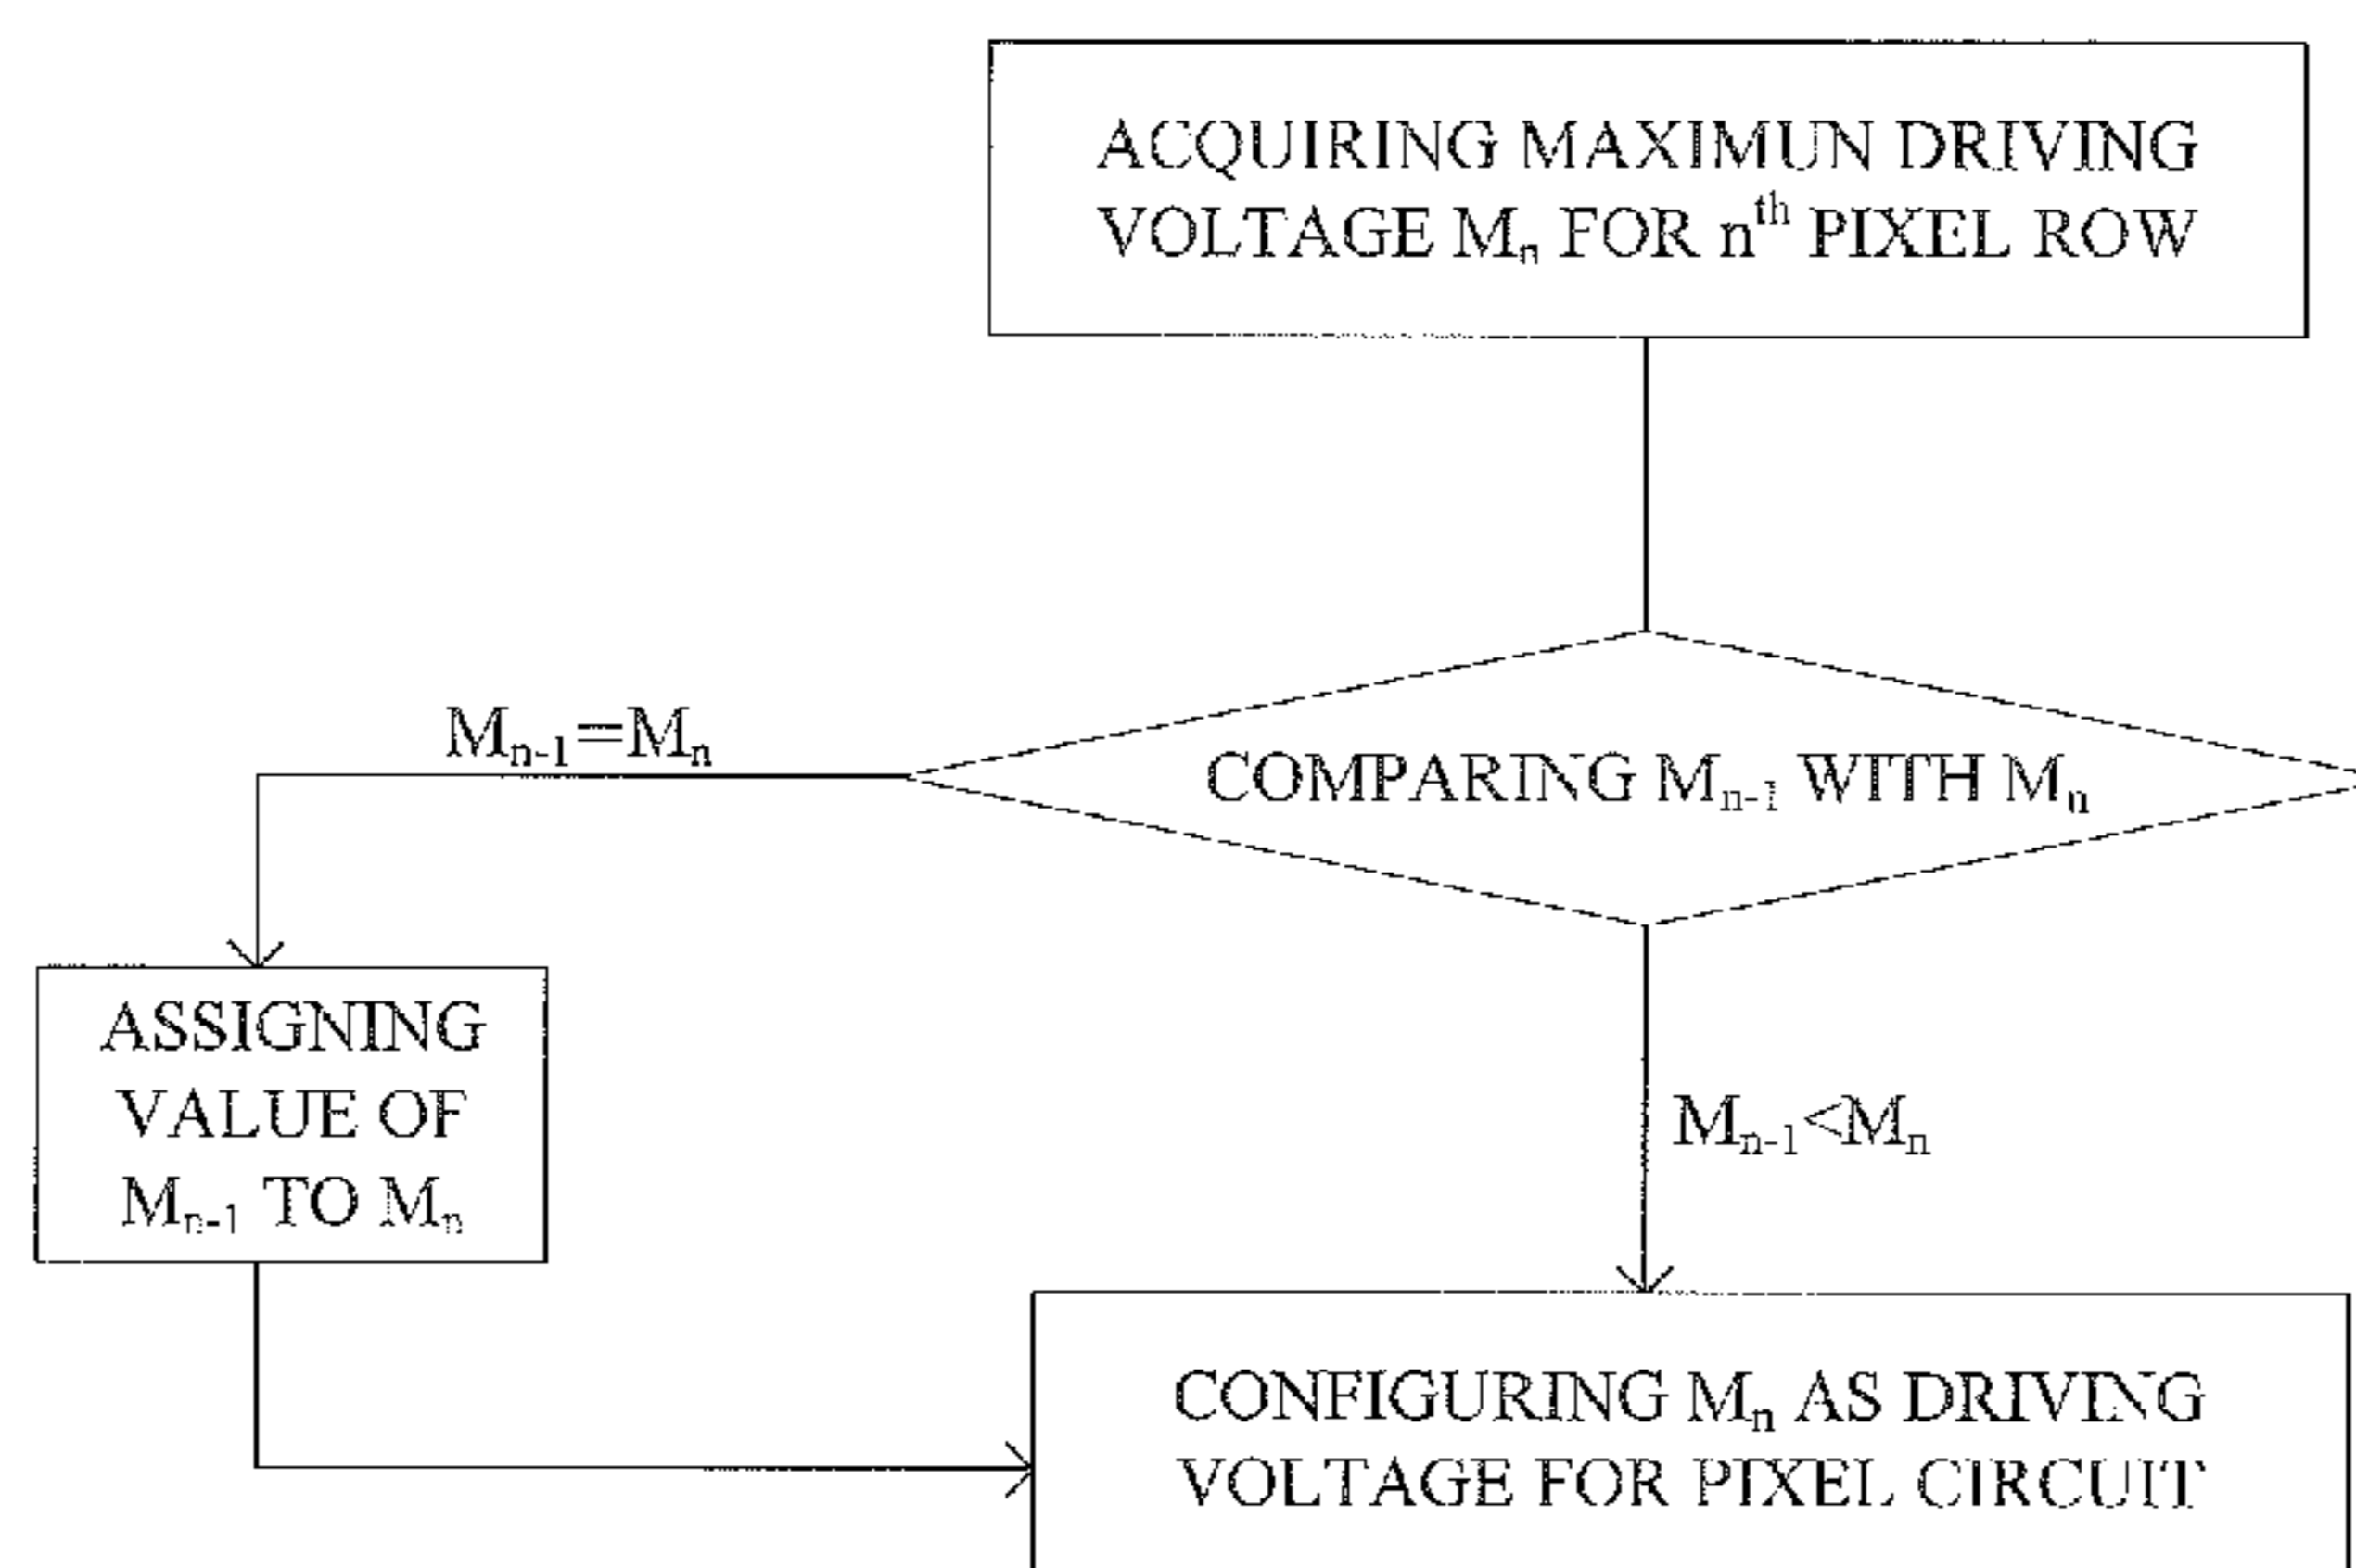 ACQUIRING MAXIMUN DRIVING
VOLTAGE Mn FOR nth PIXEL ROW
Mn-1=Mn
COMPARING Mn-1 WITH Mn
ASSIGNING
VALUE OF
Mn-1 TO Mn
Mn-1<Mn
CONFIGURING Mn AS DRIVING
VOLTAGE FOR PIXEL CIRCUIT